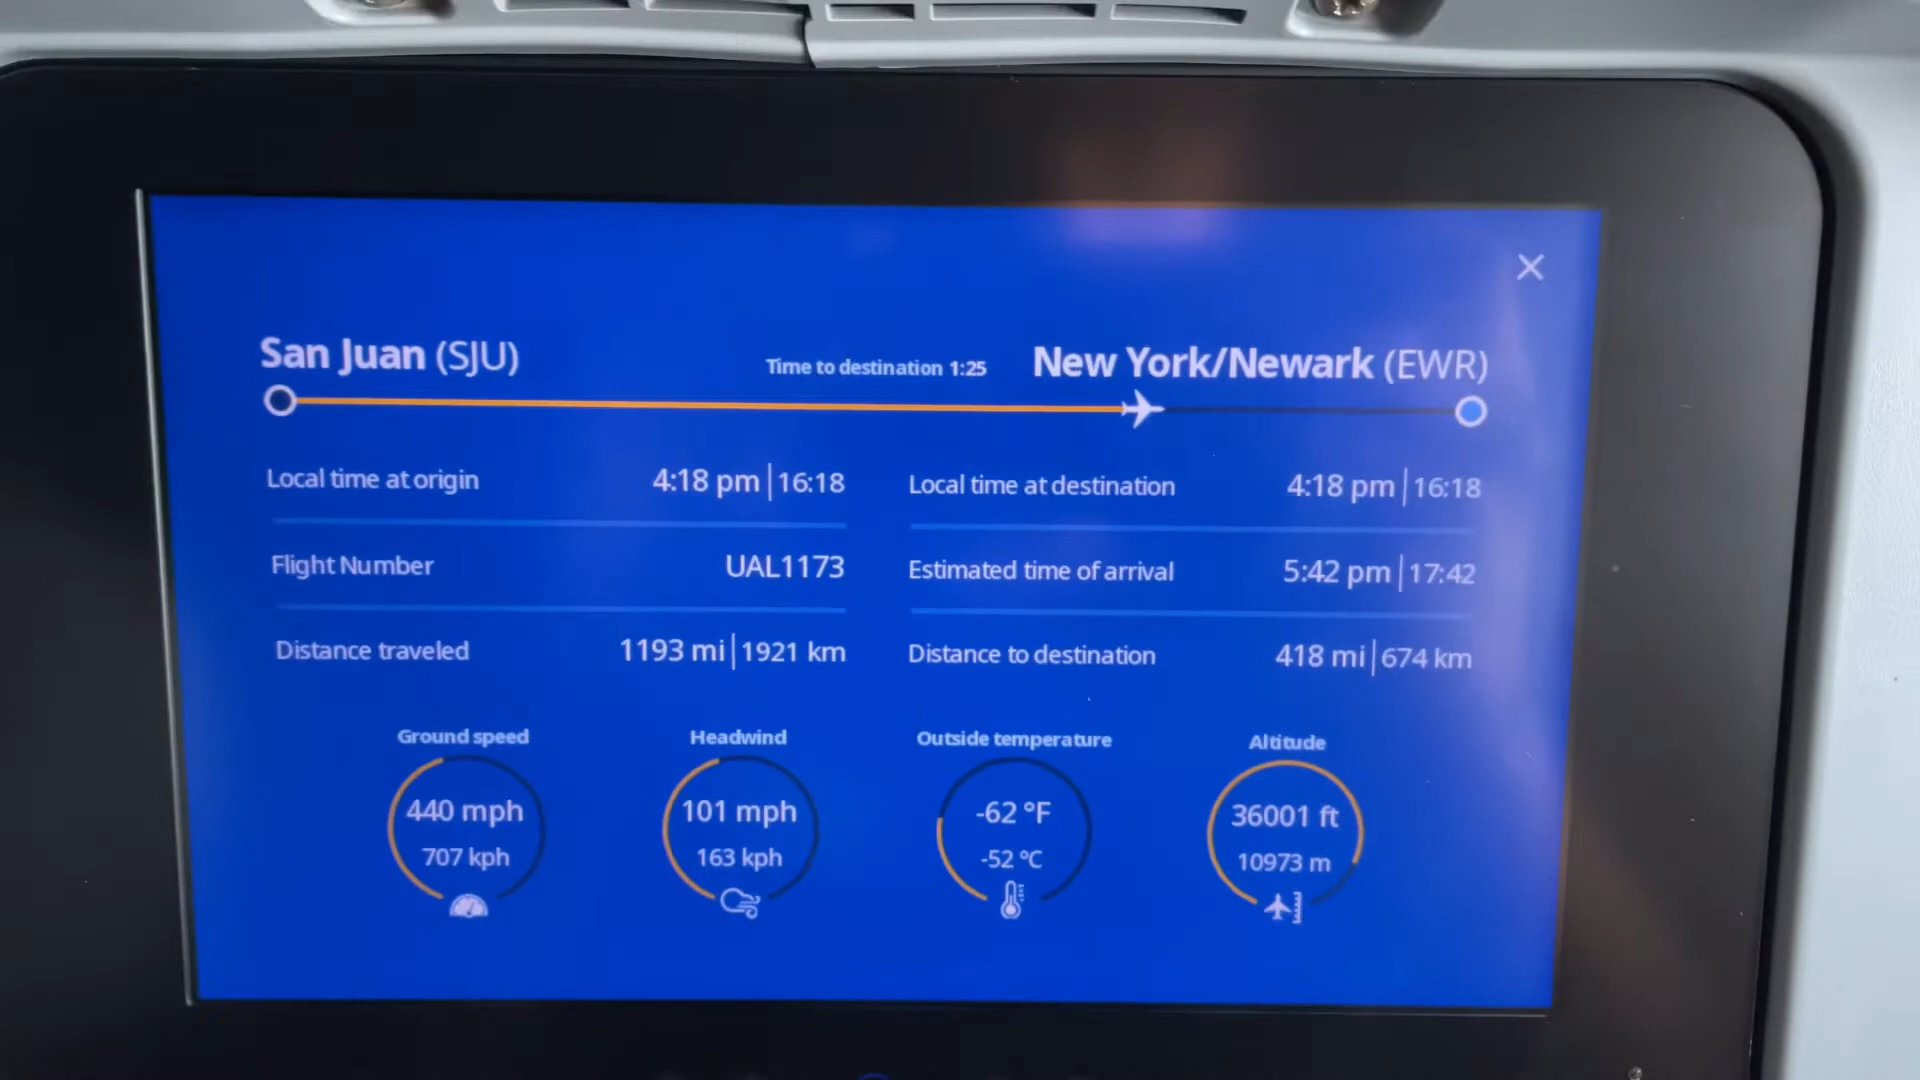 San Juan (SJU)
Time to destination 1:25
New York/Newark (EWR)
Local time at origin 4:18 pm|16:18
Local time at destination 4:18 pm|16:18
Flight Number UAL1173
Estimated time of arrival 5:42 pm|17:42
Distance traveled 1193 mi|1921 km
Distance to destination 418 mi|674 km
Ground speed
440 mph
707 kph
Headwind
101 mph
163 kph
Outside temperature
-62 °F
-52 °C
Altitude
36001 ft
10973 m